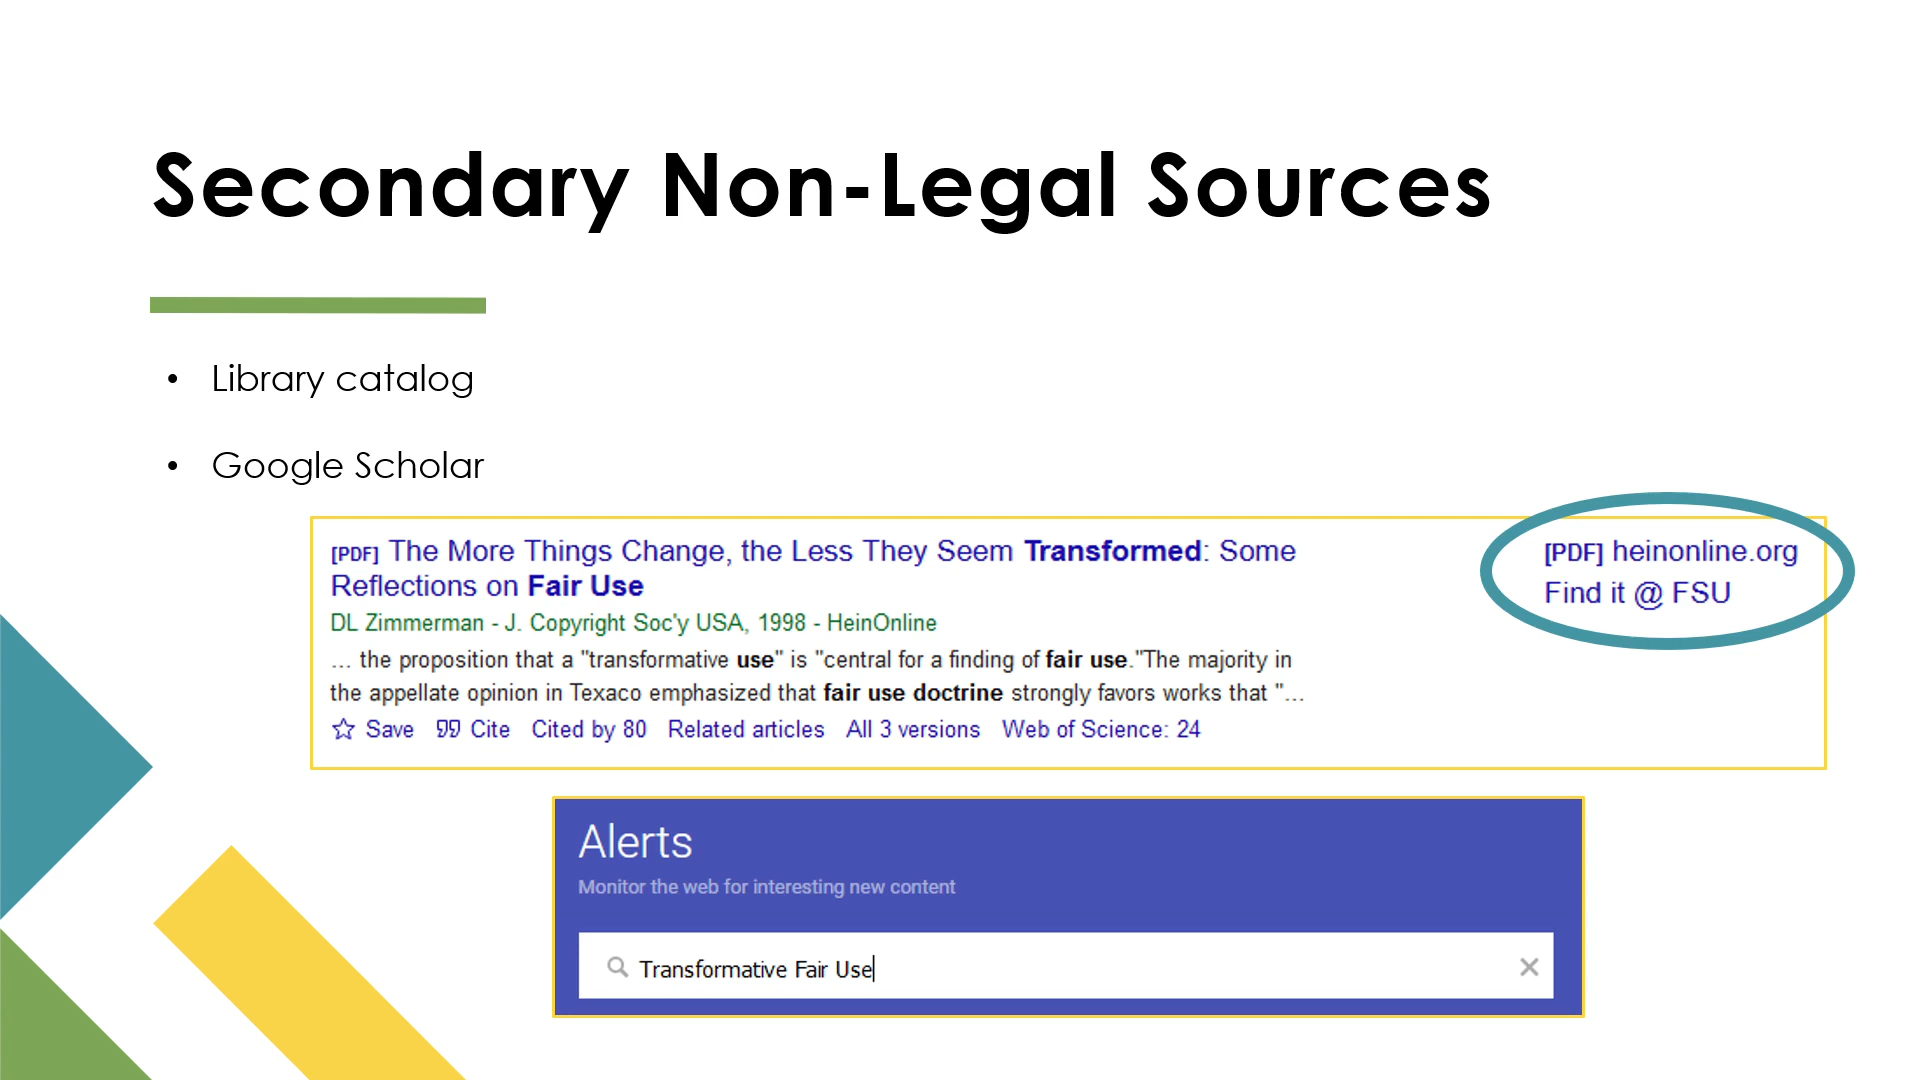 Secondary Non-Legal Sources
• Library catalog
• Google Scholar
[PDF] The More Things Change, the Less They Seem Transformed: Some
Reflections on Fair Use
DL Zimmerman - J. Copyright Soc'y USA, 1998 - HeinOnline
... the proposition that a "transformative use" is "central for a finding of fair use."The majority in
the appellate opinion in Texaco emphasized that fair use doctrine strongly favors works that "...
Save Cite Cited by 80 Related articles All 3 versions Web of Science: 24
[PDF] heinonline.org
Find it @ FSU
Alerts
Monitor the web for interesting new content
Transformative Fair Use